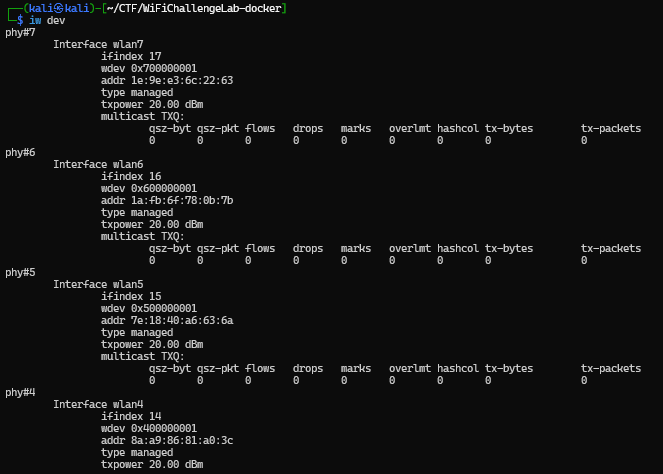 ┌──(kali㉿kali)-[~/CTF/WiFiChallengeLab-docker]
└─$ iw dev
phy#7
        Interface wlan7
                ifindex 17
                wdev 0x700000001
                addr 1e:9e:e3:6c:22:63
                type managed
                txpower 20.00 dBm
                multicast TXQ:
                        qsz-byt qsz-pkt flows   drops   marks   overlmt hashcol tx-bytes        tx-packets
                        0       0       0       0       0       0       0       0               0
phy#6
        Interface wlan6
                ifindex 16
                wdev 0x600000001
                addr 1a:fb:6f:78:0b:7b
                type managed
                txpower 20.00 dBm
                multicast TXQ:
                        qsz-byt qsz-pkt flows   drops   marks   overlmt hashcol tx-bytes        tx-packets
                        0       0       0       0       0       0       0       0               0
phy#5
        Interface wlan5
                ifindex 15
                wdev 0x500000001
                addr 7e:18:40:a6:63:6a
                type managed
                txpower 20.00 dBm
                multicast TXQ:
                        qsz-byt qsz-pkt flows   drops   marks   overlmt hashcol tx-bytes        tx-packets
                        0       0       0       0       0       0       0       0               0
phy#4
        Interface wlan4
                ifindex 14
                wdev 0x400000001
                addr 8a:a9:86:81:a0:3c
                type managed
                txpower 20.00 dBm